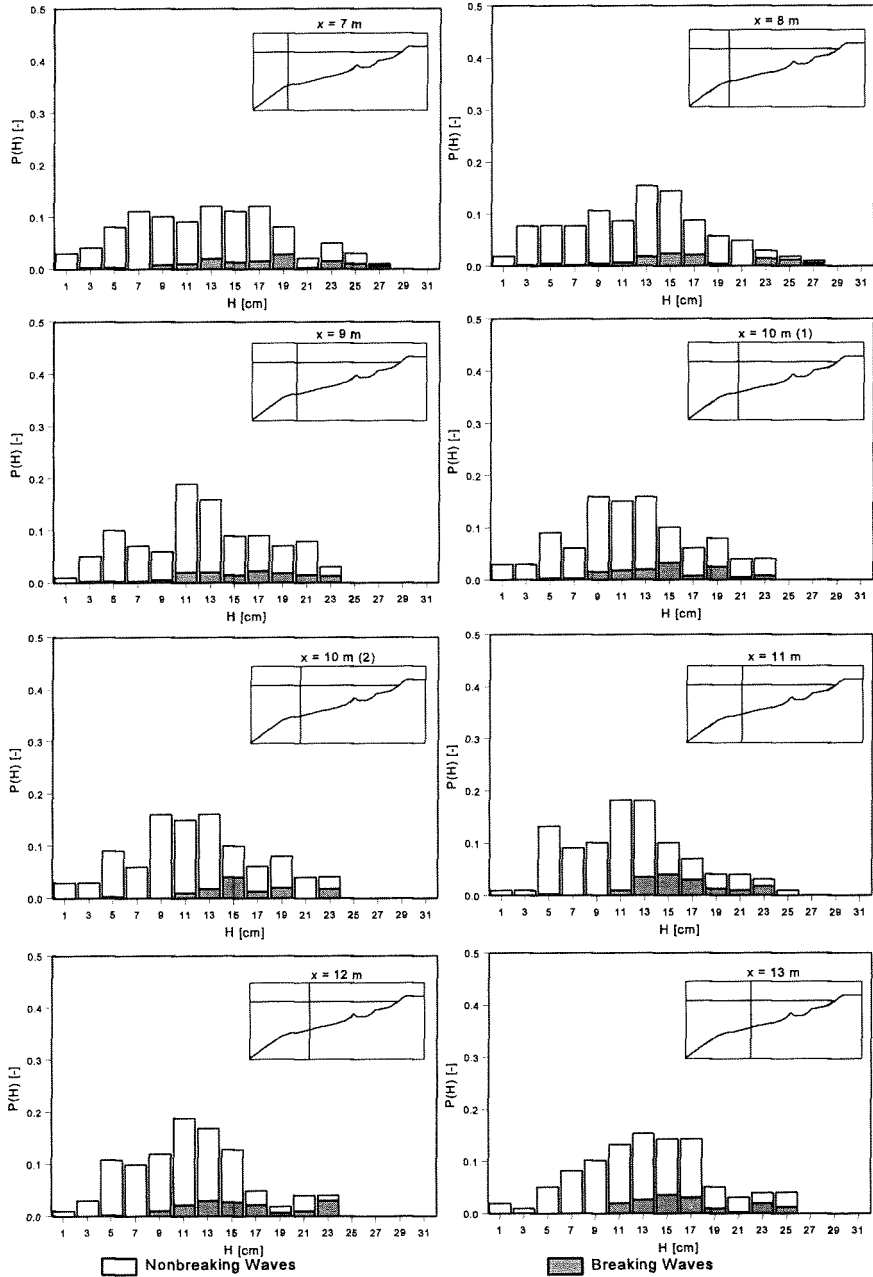 x = 7 m
0.5
0.4
0.3
0.2
0.1
0.0
P(H) [-]
1 3 5 7 9 11 13 15 17 19 21 23 25 27 29 31
H [cm]
x = 8 m
0.5
0.4
0.3
0.2
0.1
0.0
P(H) [-]
1 3 5 7 9 11 13 15 17 19 21 23 25 27 29 31
H [cm]
x = 9 m
0.5
0.4
0.3
0.2
0.1
0.0
P(H) [-]
1 3 5 7 9 11 13 15 17 19 21 23 25 27 29 31
H [cm]
x = 10 m (1)
0.5
0.4
0.3
0.2
0.1
0.0
P(H) [-]
1 3 5 7 9 11 13 15 17 19 21 23 25 27 29 31
H [cm]
x = 10 m (2)
0.5
0.4
0.3
0.2
0.1
0.0
P(H) [-]
1 3 5 7 9 11 13 15 17 19 21 23 25 27 29 31
H [cm]
x = 11 m
0.5
0.4
0.3
0.2
0.1
0.0
P(H) [-]
1 3 5 7 9 11 13 15 17 19 21 23 25 27 29 31
H [cm]
x = 12 m
0.5
0.4
0.3
0.2
0.1
0.0
P(H) [-]
1 3 5 7 9 11 13 15 17 19 21 23 25 27 29 31
H [cm]
x = 13 m
0.5
0.4
0.3
0.2
0.1
0.0
P(H) [-]
1 3 5 7 9 11 13 15 17 19 21 23 25 27 29 31
H [cm]
Nonbreaking Waves
Breaking Waves